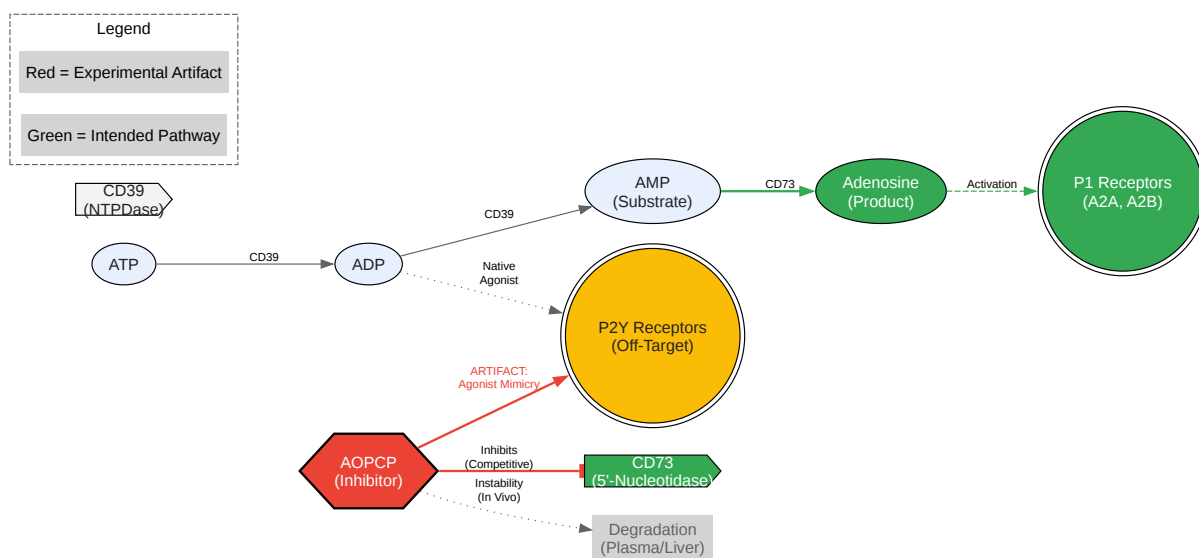 Legend
Red = Experimental Artifact
Green = Intended Pathway
CD39
(NTPDase)
ATP
CD39
ADP
CD39
AMP
(Substrate)
CD73
Adenosine
(Product)
Activation
P1 Receptors
(A2A, A2B)
Native
Agonist
P2Y Receptors
(Off-Target)
ARTIFACT:
Agonist Mimicry
AOPCP
(Inhibitor)
Inhibits
(Competitive)
CD73
(5'-Nucleotidase)
Instability
(In Vivo)
Degradation
(Plasma/Liver)